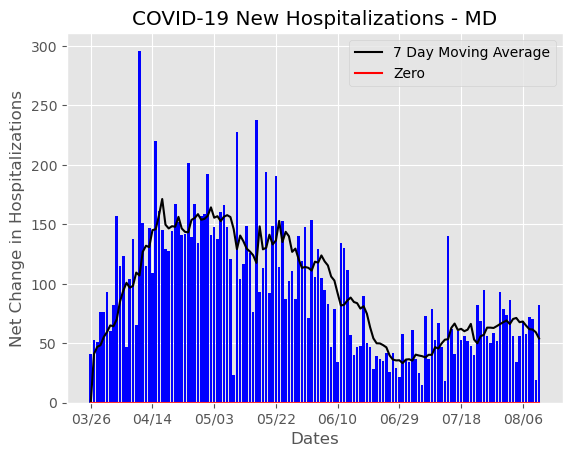 COVID-19 New Hospitalizations - MD
7 Day Moving Average
Zero
Net Change in Hospitalizations
300
250
200
150
100
50
0
03/26 04/14 05/03 05/22 06/10 06/29 07/18 08/06
Dates